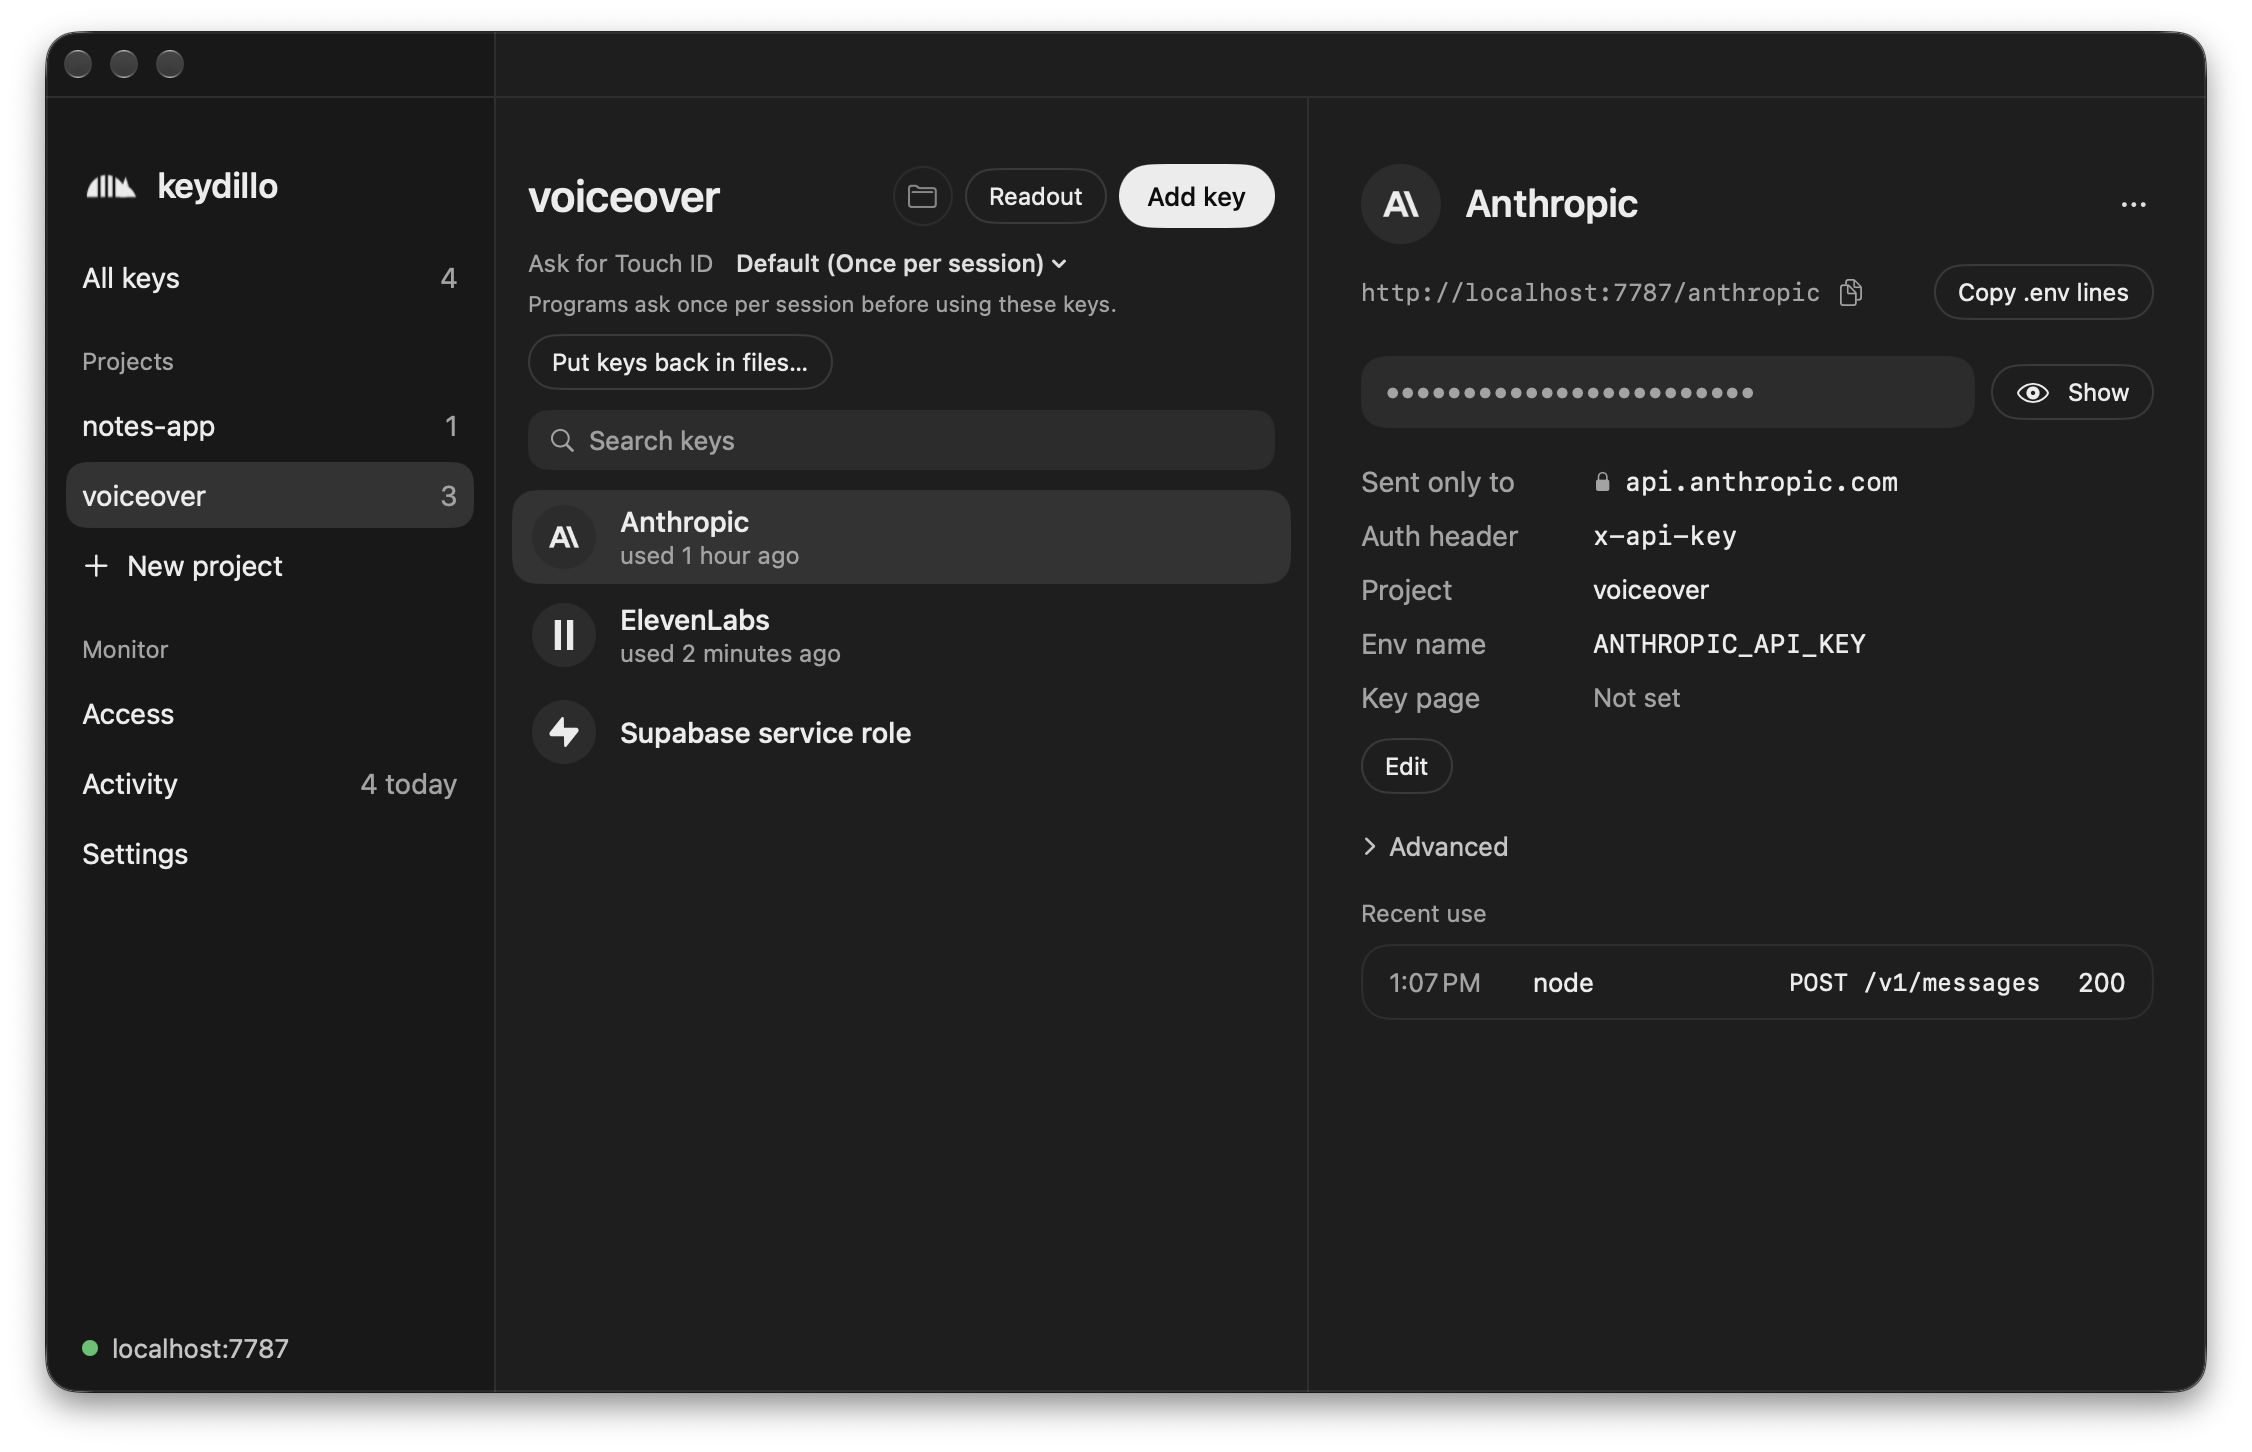 keydillo
All keys 4
Projects
notes-app 1
voiceover 3
New project
Monitor
Access
Activity 4 today
Settings
localhost:7787
voiceover
Readout
Add key
Ask for Touch ID Default (Once per session)
Programs ask once per session before using these keys.
Put keys back in files...
Search keys
Anthropic
used 1 hour ago
ElevenLabs
used 2 minutes ago
Supabase service role
Anthropic
http://localhost:7787/anthropic
Copy .env lines
Show
Sent only to api.anthropic.com
Auth header x-api-key
Project voiceover
Env name ANTHROPIC_API_KEY
Key page Not set
Edit
Advanced
Recent use
1:07 PM node POST /v1/messages 200